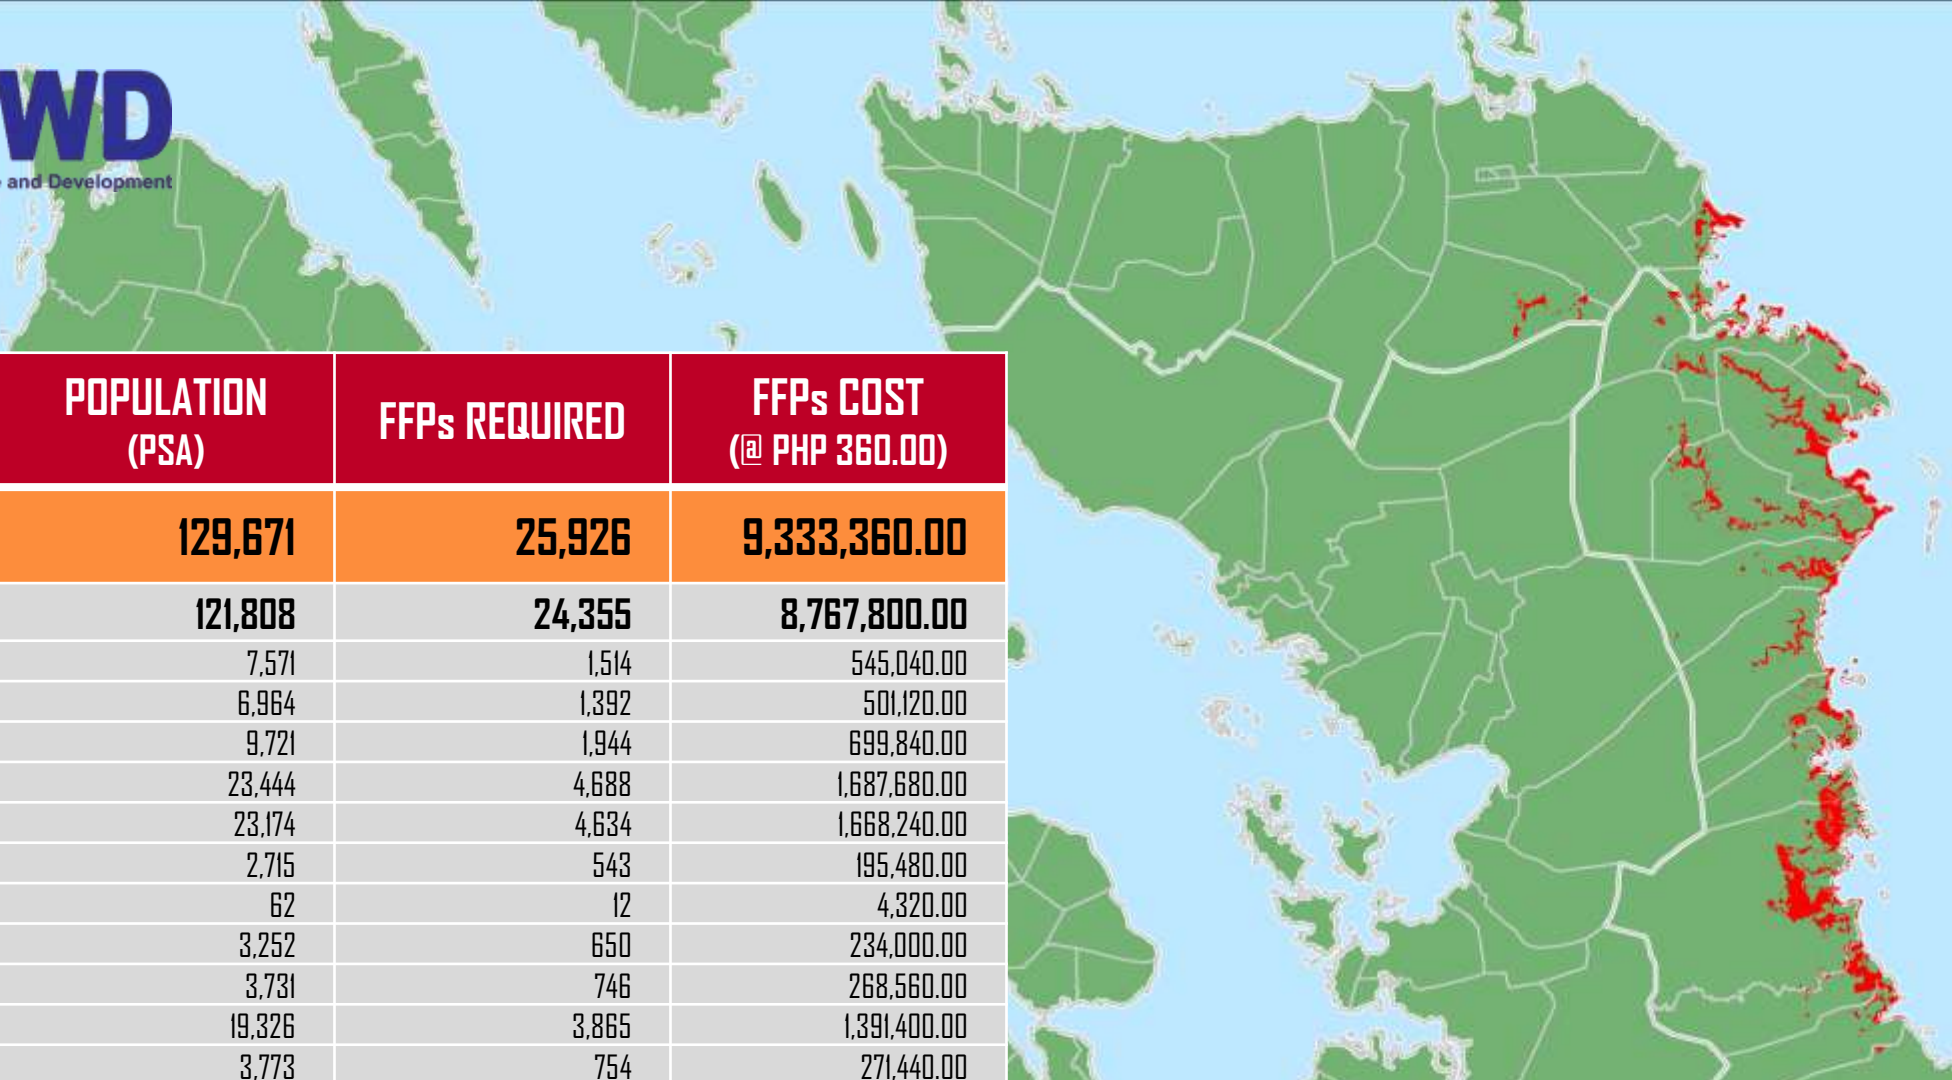 WD
and Development
POPULATION (PSA) FFPs REQUIRED FFPs COST (@ PHP 360.00)
129,671 25,926 9,333,360.00
121,808 24,355 8,767,800.00
7,571 1,514 545,040.00
6,964 1,392 501,120.00
9,721 1,944 699,840.00
23,444 4,688 1,687,680.00
23,174 4,634 1,668,240.00
2,715 543 195,480.00
62 12 4,320.00
3,252 650 234,000.00
3,731 746 268,560.00
19,326 3,865 1,391,400.00
3,773 754 271,440.00